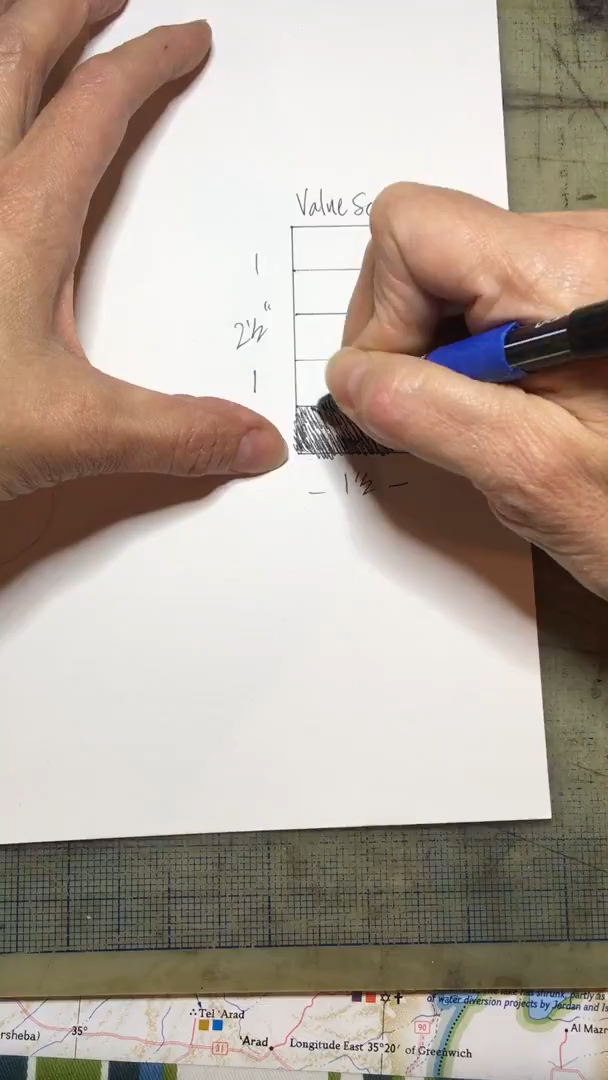 Value Sc
1
2½"
1
- 1½ -
of water diversion projects by Jordan and Is
Tel 'Arad
rsheba)
35°
90
Al Mazr
31
'Arad
Longitude East 35°20' of Greenwich